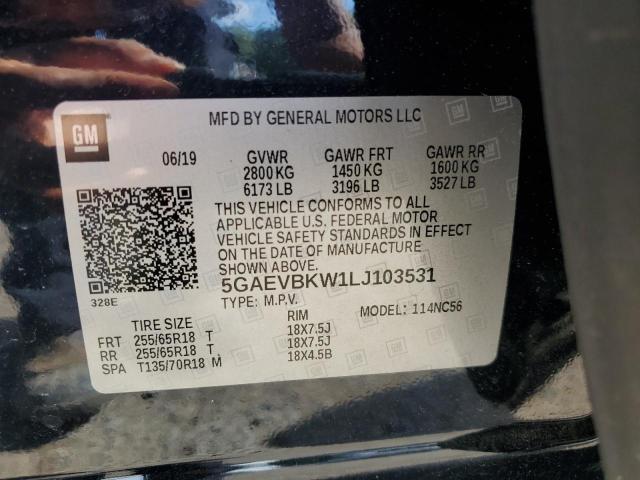 GM
MFD BY GENERAL MOTORS LLC
06/19 GVWR GAWR FRT GAWR RR
2800 KG 1450 KG 1600 KG
6173 LB 3196 LB 3527 LB
THIS VEHICLE CONFORMS TO ALL
APPLICABLE U.S. FEDERAL MOTOR
VEHICLE SAFETY STANDARDS IN EFFECT
ON THE DATE OF MANUFACTURE
SHOWN ABOVE.
5GAEVBKW1LJ103531
328E
TYPE: M.P.V. MODEL: 114NC56
TIRE SIZE RIM
FRT 255/65R18 T 18X7.5J
RR 255/65R18 T 18X7.5J
SPA T135/70R18 M 18X4.5B